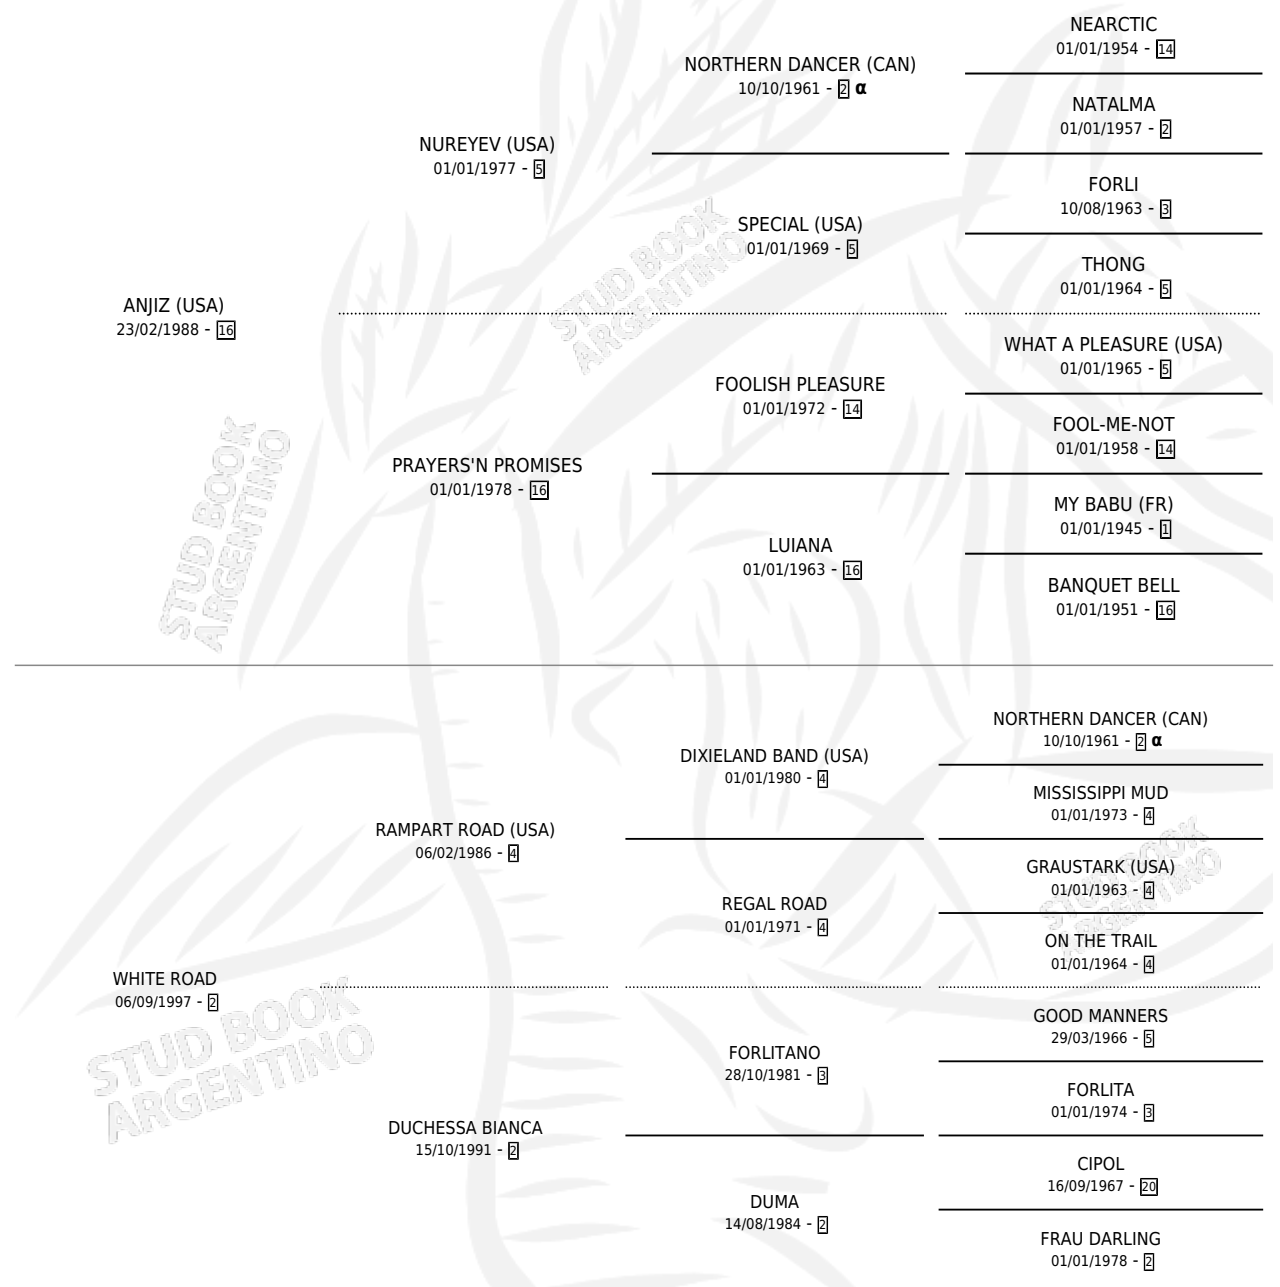 NEARCTIC
01/01/1954 - 14
NORTHERN DANCER (CAN)
10/10/1961 - 2 α
NATALMA
01/01/1957 - 2
NUREYEV (USA)
01/01/1977 - 5
FORLI
10/08/1963 - 3
SPECIAL (USA)
01/01/1969 - 5
THONG
01/01/1964 - 5
STUD BOOK
ARGENTINO
ANJIZ (USA)
23/02/1988 - 16
WHAT A PLEASURE (USA)
01/01/1965 - 5
FOOLISH PLEASURE
01/01/1972 - 14
FOOL-ME-NOT
01/01/1958 - 14
PRAYERS'N PROMISES
01/01/1978 - 16
MY BABU (FR)
01/01/1945 - 1
LUIANA
01/01/1963 - 16
BANQUET BELL
01/01/1951 - 16
STUD BOOK
ARGENTINO
NORTHERN DANCER (CAN)
10/10/1961 - 2 α
DIXIELAND BAND (USA)
01/01/1980 - 4
MISSISSIPPI MUD
01/01/1973 - 4
RAMPART ROAD (USA)
06/02/1986 - 4
GRAUSTARK (USA)
01/01/1963 - 4
REGAL ROAD
01/01/1971 - 4
ON THE TRAIL
01/01/1964 - 4
STUD BOOK
ARGENTINO
WHITE ROAD
06/09/1997 - 2
GOOD MANNERS
29/03/1966 - 5
FORLITANO
28/10/1981 - 3
FORLITA
01/01/1974 - 3
DUCHESSA BIANCA
15/10/1991 - 2
CIPOL
16/09/1967 - 20
DUMA
14/08/1984 - 2
FRAU DARLING
01/01/1978 - 2
STUD BOOK
ARGENTINO